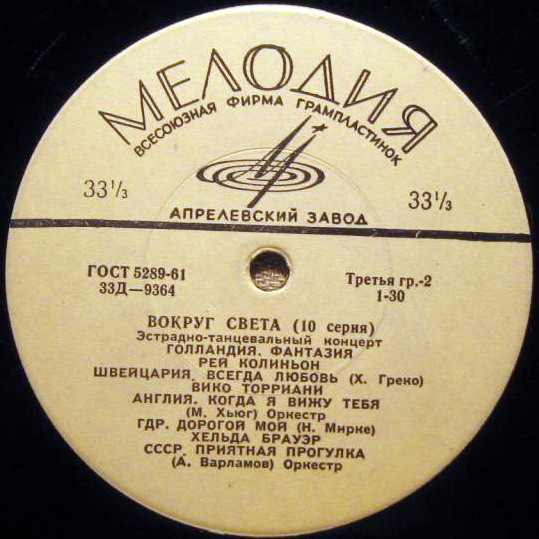 МЕЛОДИЯ
ВСЕСОЮЗНАЯ ФИРМА ГРАМПЛАСТИНОК
33⅓
33⅓
АПРЕЛЕВСКИЙ ЗАВОД
ГОСТ 5289-61
33Д—9364
Третья гр.-2
1-30
ВОКРУГ СВЕТА (10 серия)
Эстрадно-танцевальный концерт
ГОЛЛАНДИЯ. ФАНТАЗИЯ
РЕЙ КОЛИНЬОН
ШВЕЙЦАРИЯ. ВСЕГДА ЛЮБОВЬ (Х. Греко)
ВИКО ТОРРИАНИ
АНГЛИЯ. КОГДА Я ВИЖУ ТЕБЯ
(М. Хьюг) Оркестр
ГДР. ДОРОГОЙ МОЙ (Н. Мирке)
ХЕЛЬДА БРАУЭР
СССР. ПРИЯТНАЯ ПРОГУЛКА
(А. Варламов) Оркестр